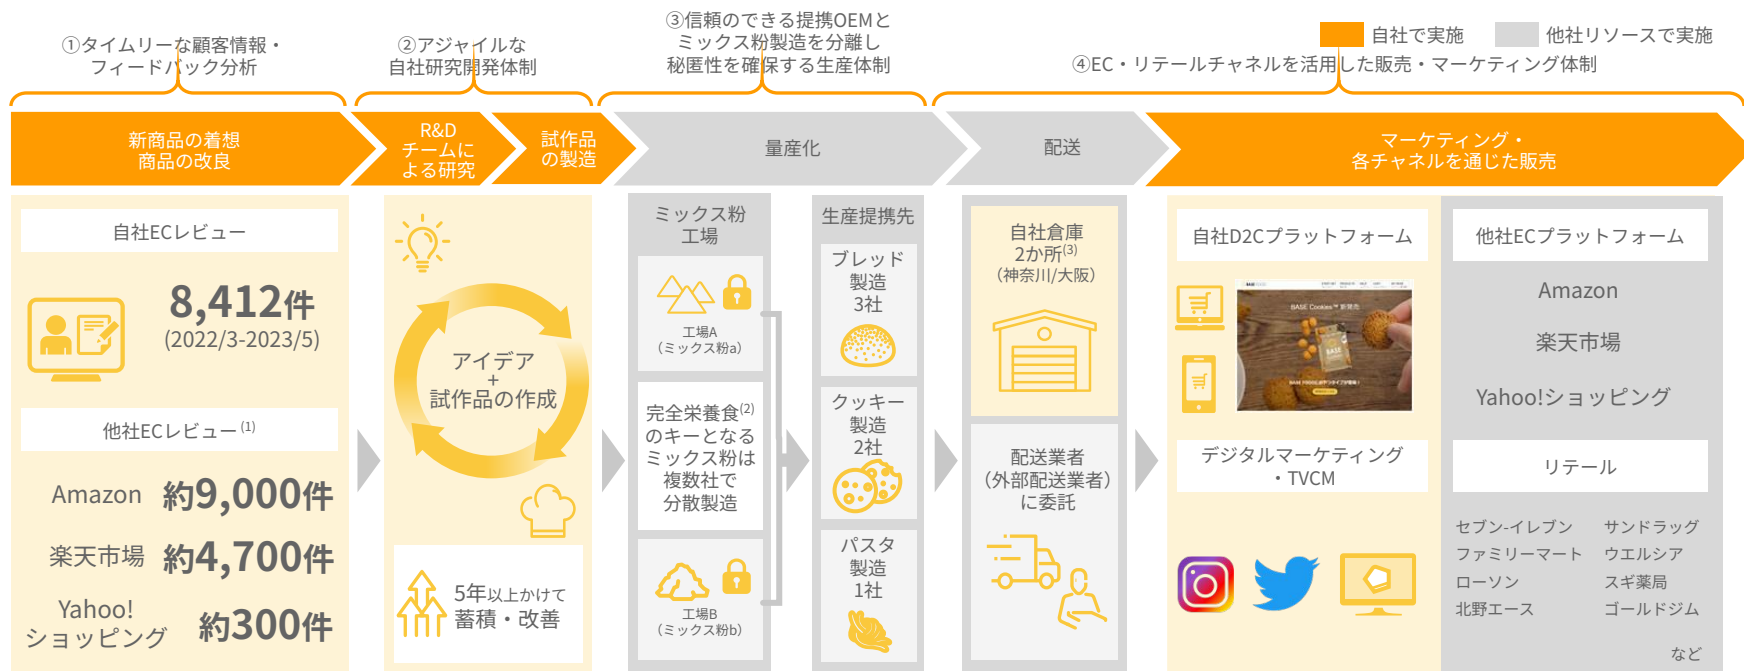 ①タイムリーな顧客情報・
フィードバック分析
②アジャイルな
自社研究開発体制
③信頼のできる提携OEMと
ミックス粉製造を分離し
秘匿性を確保する生産体制
自社で実施
他社リソースで実施
④EC・リテールチャネルを活用した販売・マーケティング体制
新商品の着想
商品の改良
R&D
チームに
よる研究
試作品
の製造
量産化
配送
マーケティング・
各チャネルを通じた販売
自社ECレビュー
8,412件
(2022/3-2023/5)
他社ECレビュー(1)
Amazon 約9,000件
楽天市場 約4,700件
Yahoo!
ショッピング 約300件
アイデア
+
試作品の作成
5年以上かけて
蓄積・改善
ミックス粉
工場
工場A
（ミックス粉a）
完全栄養食(2)
のキーとなる
ミックス粉は
複数社で
分散製造
工場B
（ミックス粉b）
生産提携先
ブレッド
製造
3社
クッキー
製造
2社
パスタ
製造
1社
自社倉庫
2か所(3)
（神奈川/大阪）
配送業者
（外部配送業者）
に委託
自社D2Cプラットフォーム
BASE Cookies™ 新発売
デジタルマーケティング
・TVCM
他社ECプラットフォーム
Amazon
楽天市場
Yahoo!ショッピング
リテール
セブン-イレブン サンドラッグ
ファミリーマート ウエルシア
ローソン スギ薬局
北野エース ゴールドジム
など